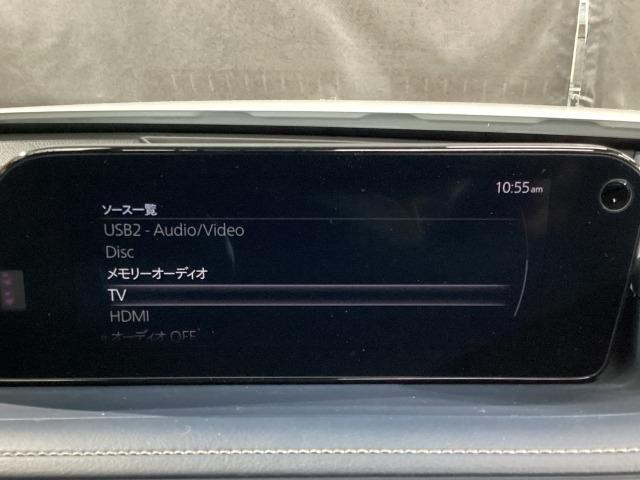 10:55am
ソース一覧
USB2 - Audio/Video
Disc
メモリーオーディオ
TV
HDMI
オーディオ OFF